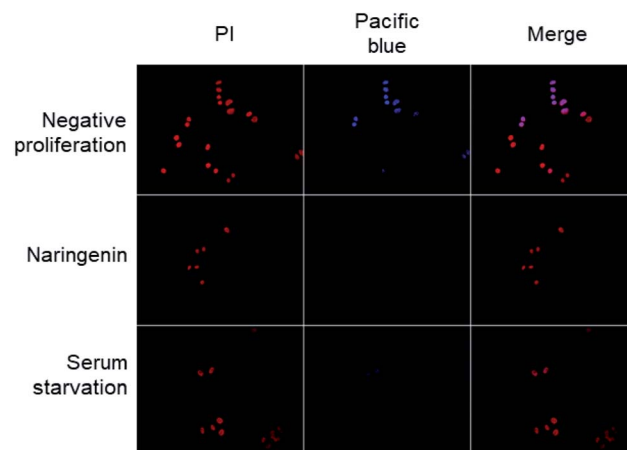 PI
Pacific
blue
Merge
Negative
proliferation
Naringenin
Serum
starvation